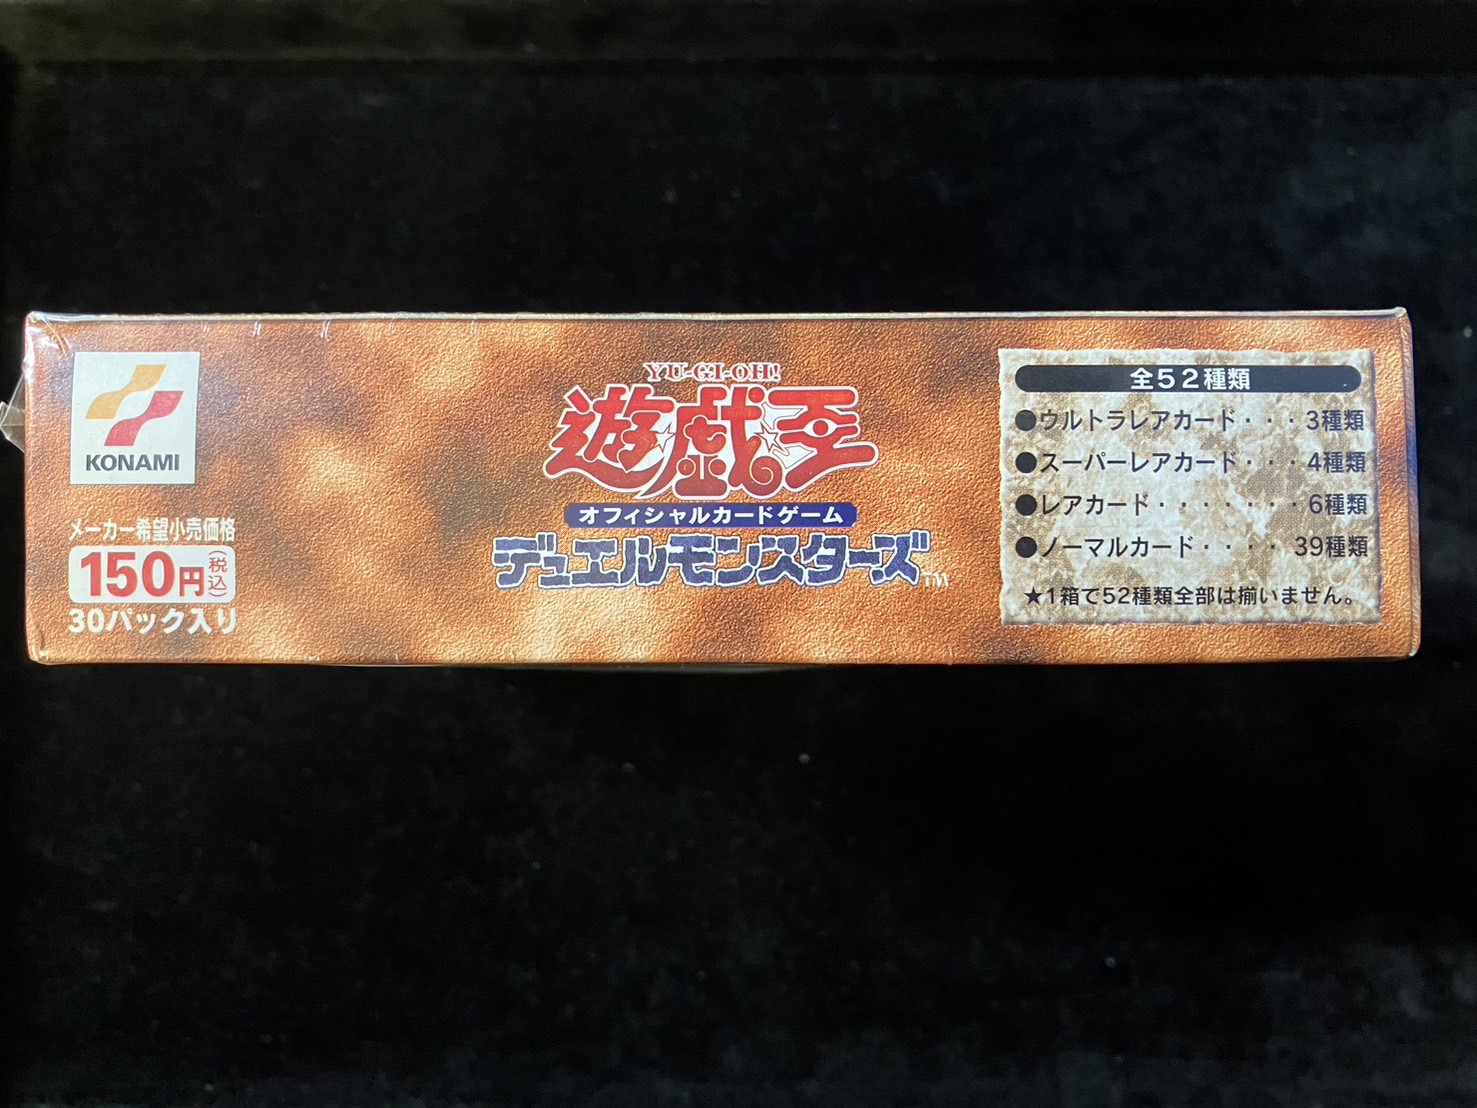 KONAMI
メーカー希望小売価格
150円(税込)
30パック入り
YU-GI-OH!
遊戯王
オフィシャルカードゲーム
デュエルモンスターズ™
全52種類
●ウルトラレアカード・・・3種類
●スーパーレアカード・・・4種類
●レアカード・・・・・・・6種類
●ノーマルカード・・・・39種類
★1箱で52種類全部は揃いません。